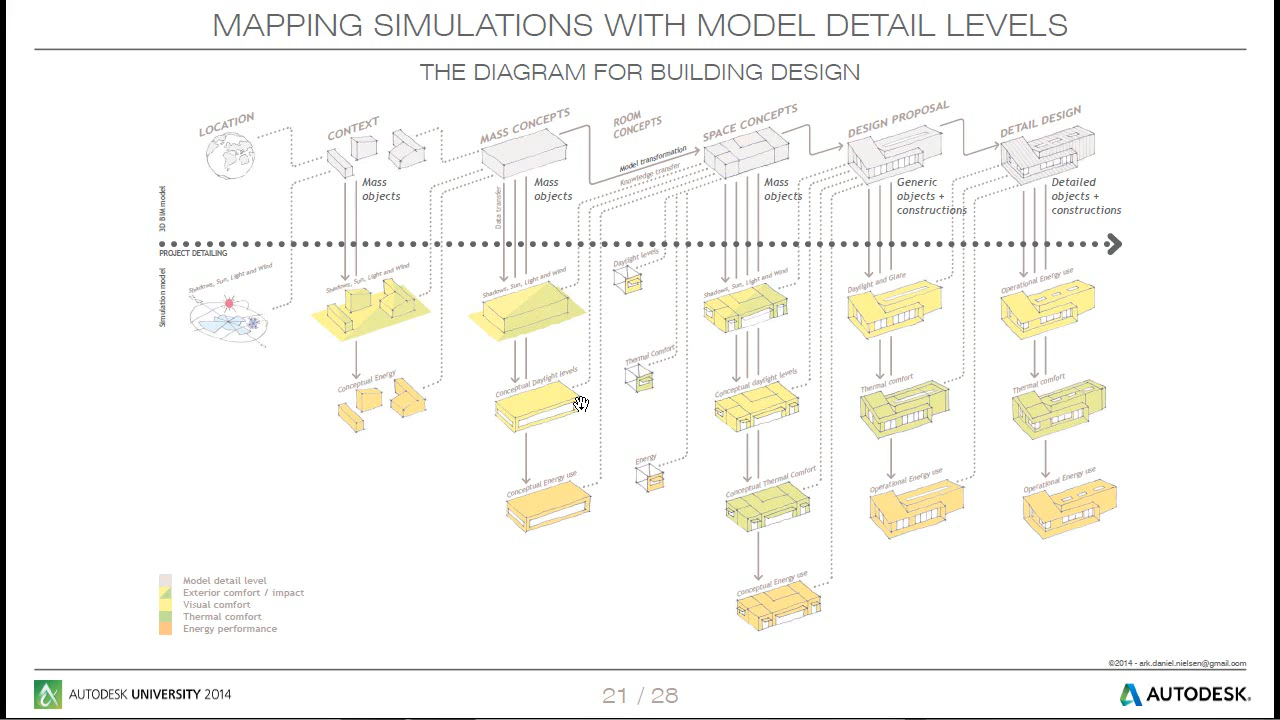 MAPPING SIMULATIONS WITH MODEL DETAIL LEVELS
THE DIAGRAM FOR BUILDING DESIGN
LOCATION
CONTEXT
MASS CONCEPTS
ROOM
CONCEPTS
SPACE CONCEPTS
DESIGN PROPOSAL
DETAIL DESIGN
Model transformation
Knowledge transfer
Data transfer
Mass
objects
Mass
objects
Mass
objects
Generic
objects +
constructions
Detailed
objects +
constructions
3D BIM model
PROJECT DETAILING
Simulation model
Shadows, Sun, Light and Wind
Shadows, Sun, Light and Wind
Shadows, Sun, Light and Wind
Daylight levels
Shadows, Sun, Light and Wind
Daylight and Glare
Operational Energy use
Conceptual Energy
Conceptual Daylight levels
Thermal Comfort
Conceptual daylight levels
Thermal comfort
Thermal comfort
Conceptual Energy use
Energy
Conceptual Thermal Comfort
Operational Energy use
Operational Energy use
Conceptual Energy use
Model detail level
Exterior comfort / impact
Visual comfort
Thermal comfort
Energy performance
©2014 - ark.daniel.nielsen@gmail.com
AUTODESK UNIVERSITY 2014
21 / 28
AUTODESK.